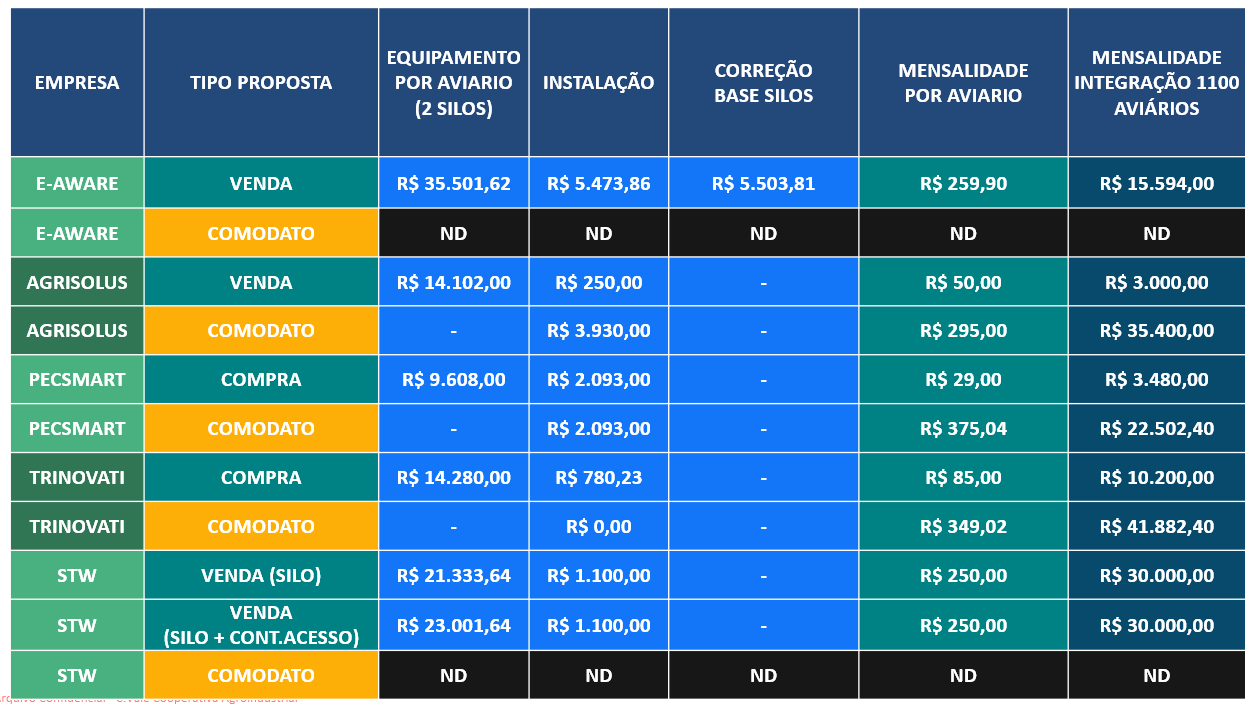 EMPRESA
TIPO PROPOSTA
EQUIPAMENTO
POR AVIARIO
(2 SILOS)
INSTALAÇÃO
CORREÇÃO
BASE SILOS
MENSALIDADE
POR AVIARIO
MENSALIDADE
INTEGRAÇÃO 1100
AVIÁRIOS
E-AWARE VENDA R$ 35.501,62 R$ 5.473,86 R$ 5.503,81 R$ 259,90 R$ 15.594,00
E-AWARE COMODATO ND ND ND ND ND
AGRISOLUS VENDA R$ 14.102,00 R$ 250,00 - R$ 50,00 R$ 3.000,00
AGRISOLUS COMODATO - R$ 3.930,00 - R$ 295,00 R$ 35.400,00
PECSMART COMPRA R$ 9.608,00 R$ 2.093,00 - R$ 29,00 R$ 3.480,00
PECSMART COMODATO - R$ 2.093,00 - R$ 375,04 R$ 22.502,40
TRINOVATI COMPRA R$ 14.280,00 R$ 780,23 - R$ 85,00 R$ 10.200,00
TRINOVATI COMODATO - R$ 0,00 - R$ 349,02 R$ 41.882,40
STW VENDA (SILO) R$ 21.333,64 R$ 1.100,00 - R$ 250,00 R$ 30.000,00
STW VENDA
(SILO + CONT.ACESSO) R$ 23.001,64 R$ 1.100,00 - R$ 250,00 R$ 30.000,00
STW COMODATO ND ND ND ND ND